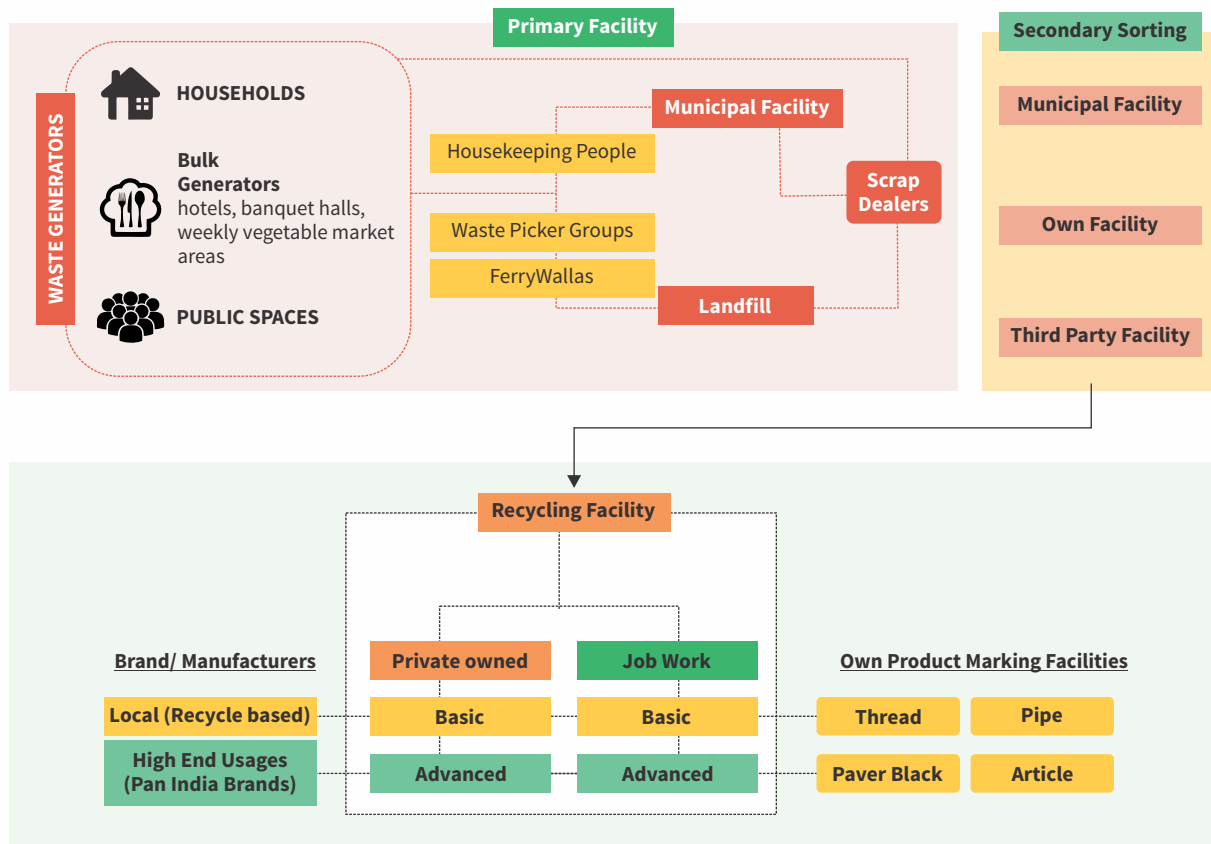 Primary Facility
WASTE GENERATORS
HOUSEHOLDS
Bulk
Generators
hotels, banquet halls,
weekly vegetable market
areas
PUBLIC SPACES
Municipal Facility
Housekeeping People
Waste Picker Groups
FerryWallas
Scrap
Dealers
Landfill
Secondary Sorting
Municipal Facility
Own Facility
Third Party Facility
Recycling Facility
Brand/ Manufacturers
Private owned
Job Work
Own Product Marking Facilities
Local (Recycle based)
Basic
Basic
Thread
Pipe
High End Usages
(Pan India Brands)
Advanced
Advanced
Paver Black
Article